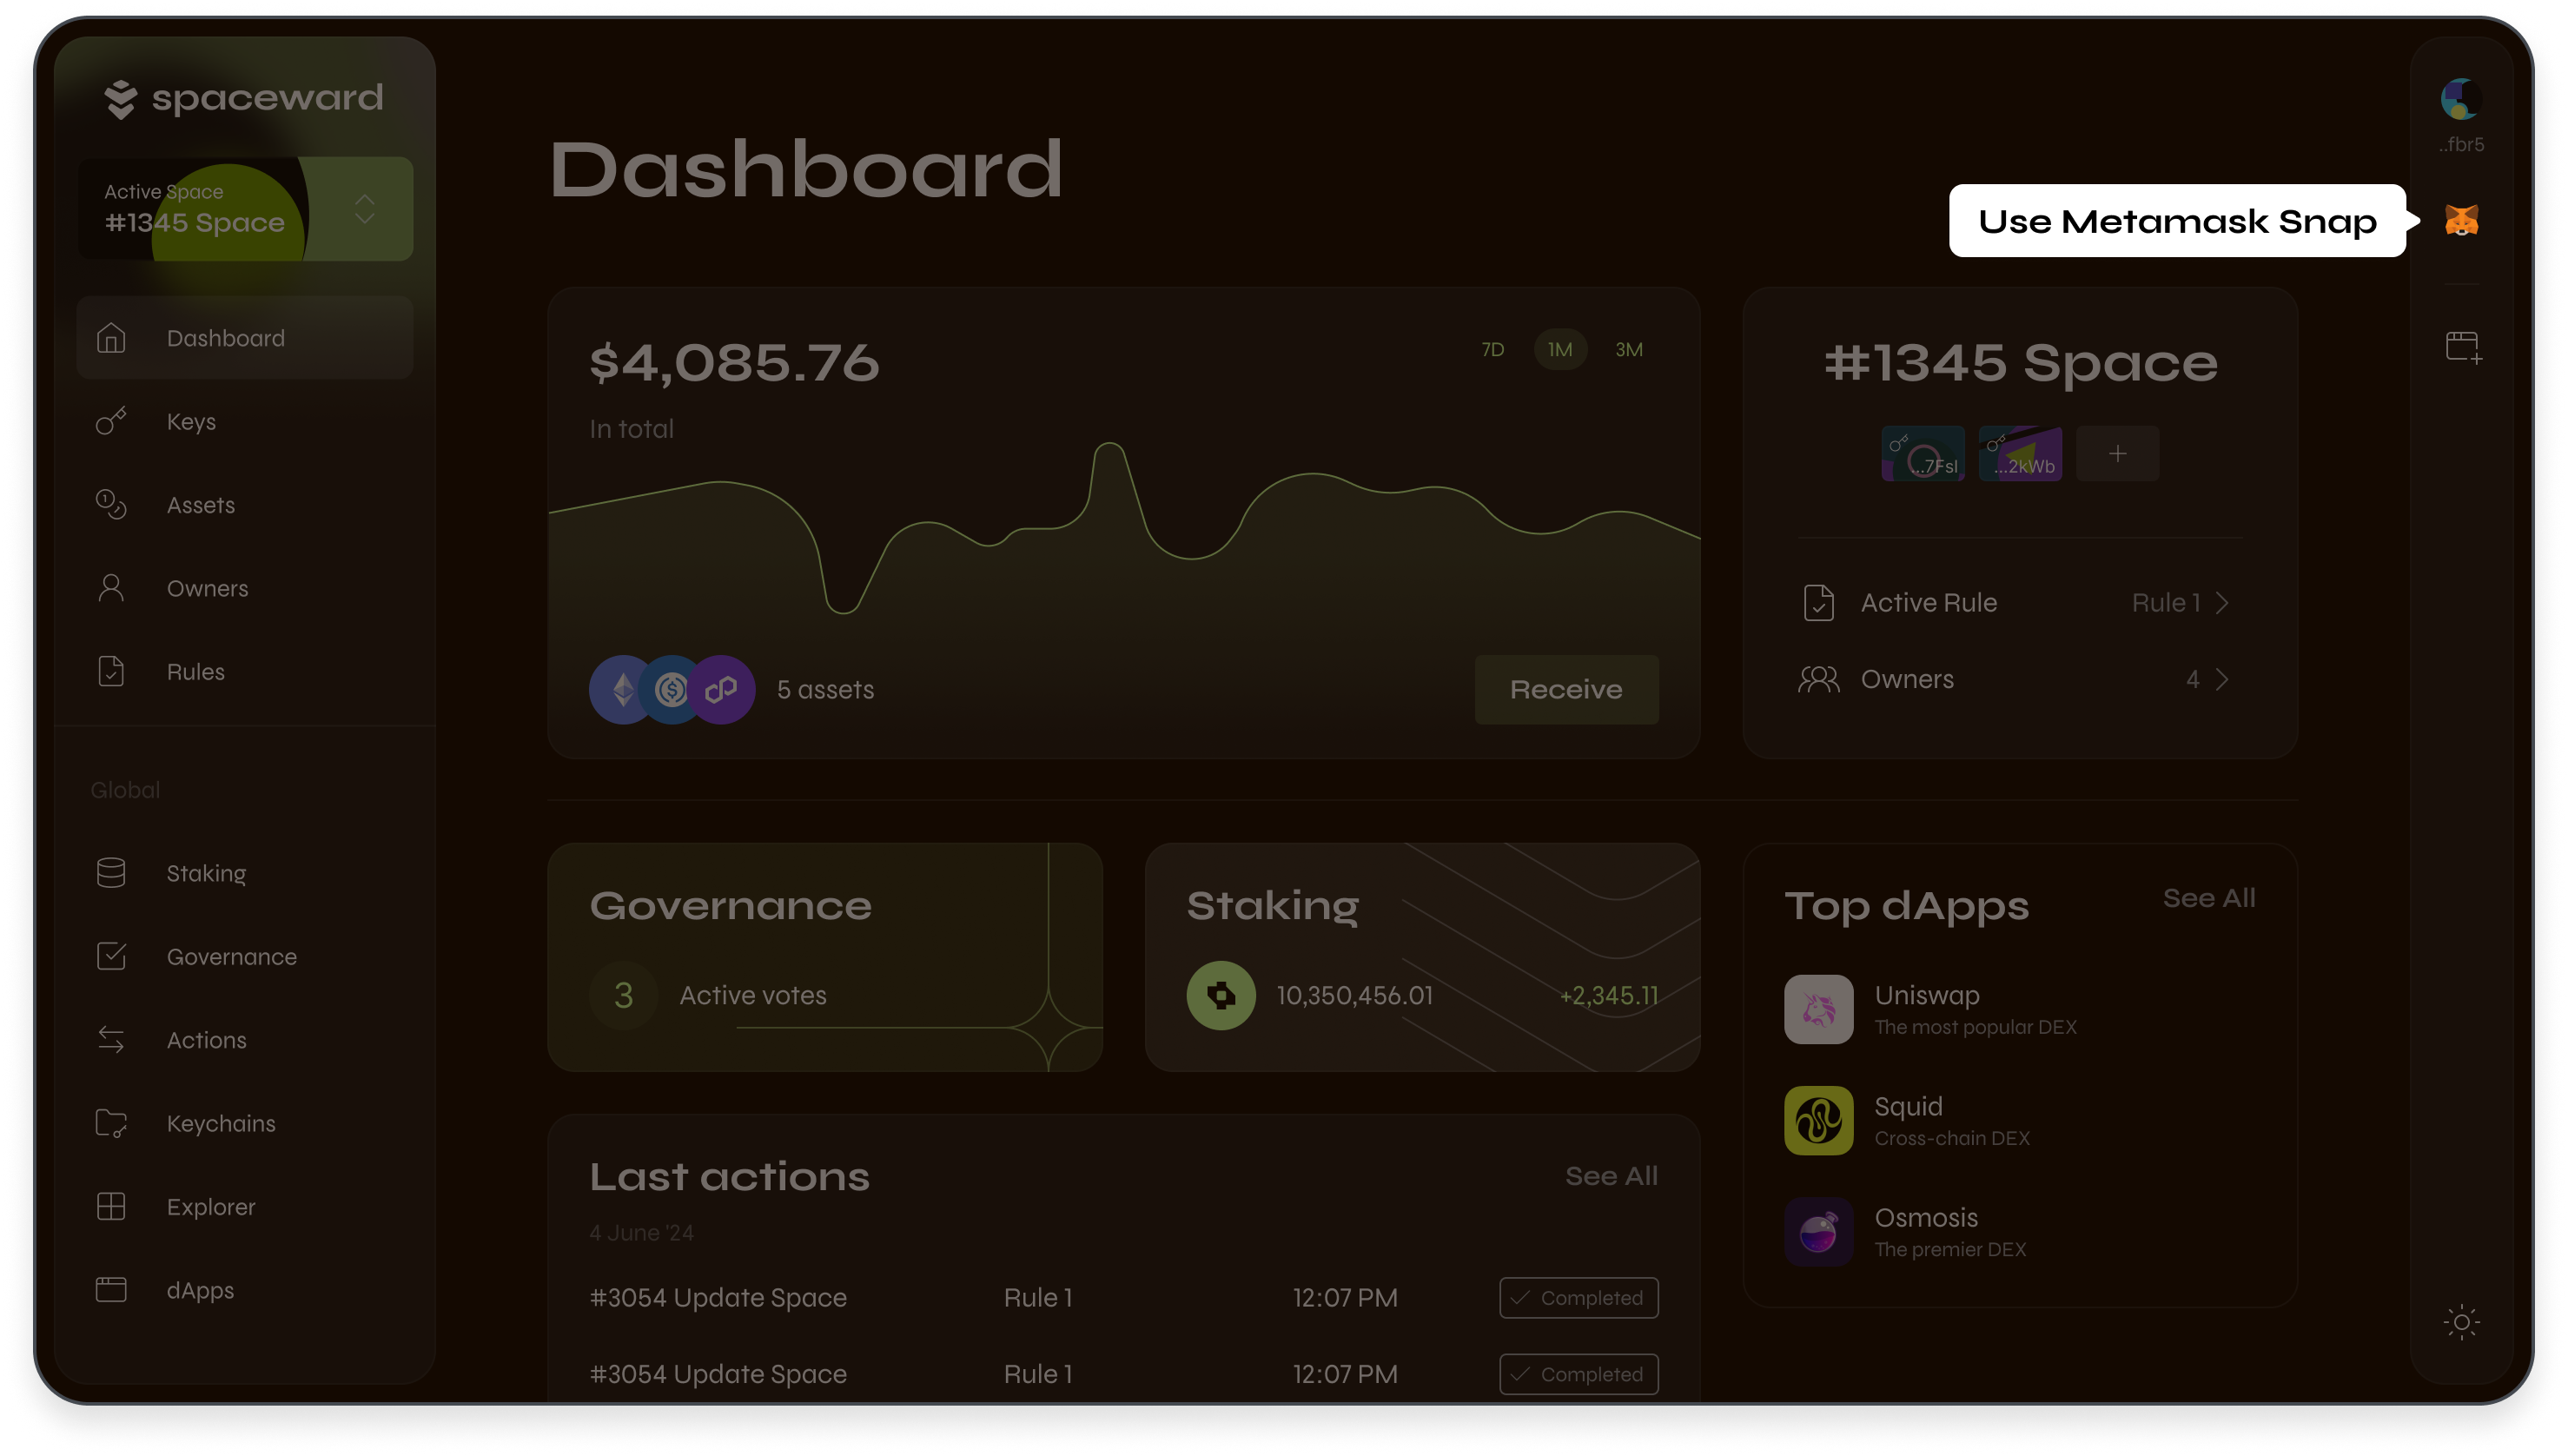 spaceward
Active Space
#1345 Space
Dashboard
Keys
Assets
Owners
Rules
Global
Staking
Governance
Actions
Keychains
Explorer
dApps
Dashboard
$4,085.76
In total
7D 1M 3M
5 assets
Receive
#1345 Space
...7Fsl
...2kWb
+
Active Rule Rule 1
Owners 4
Governance
3 Active votes
Staking
10,350,456.01 +2,345.11
Top dApps See All
Uniswap
The most popular DEX
Squid
Cross-chain DEX
Osmosis
The premier DEX
Last actions See All
4 June '24
#3054 Update Space Rule 1 12:07 PM Completed
#3054 Update Space Rule 1 12:07 PM Completed
..fbr5
Use Metamask Snap